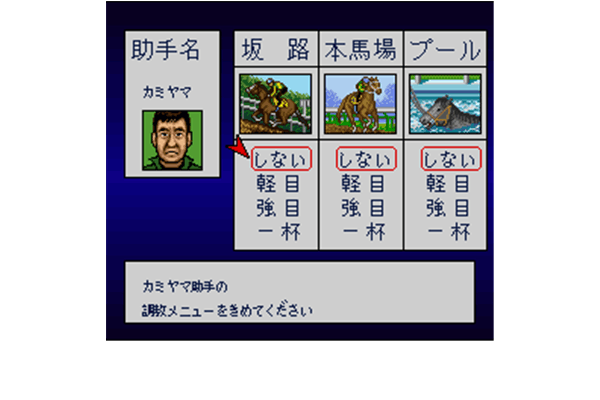 助手名
カミヤマ
坂路 本馬場 プール
しない しない しない
軽目 軽目 軽目
強目 強目 強目
一杯 一杯 一杯
カミヤマ助手の
調教メニューをきめてください